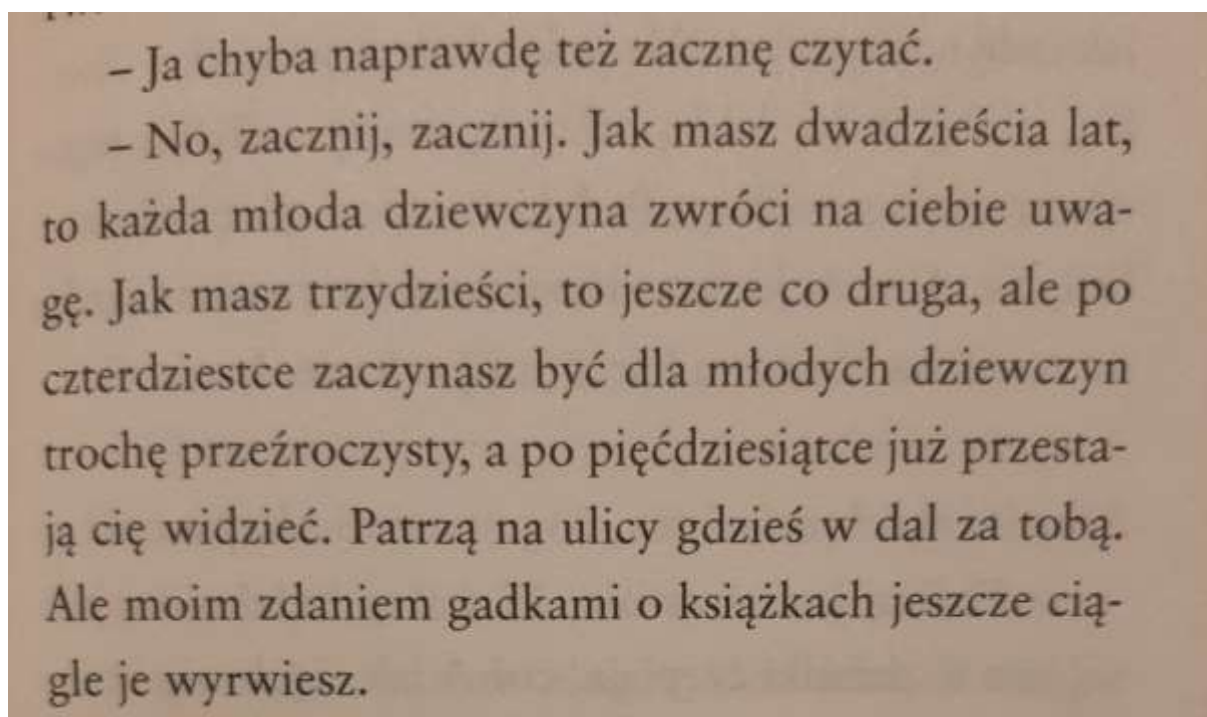 – Ja chyba naprawdę też zacznę czytać.
– No, zacznij, zacznij. Jak masz dwadzieścia lat,
to każda młoda dziewczyna zwróci na ciebie uwa-
gę. Jak masz trzydzieści, to jeszcze co druga, ale po
czterdziestce zaczynasz być dla młodych dziewczyn
trochę przeźroczysty, a po pięćdziesiątce już przesta-
ją cię widzieć. Patrzą na ulicy gdzieś w dal za tobą.
Ale moim zdaniem gadkami o książkach jeszcze cią-
gle je wyrwiesz.